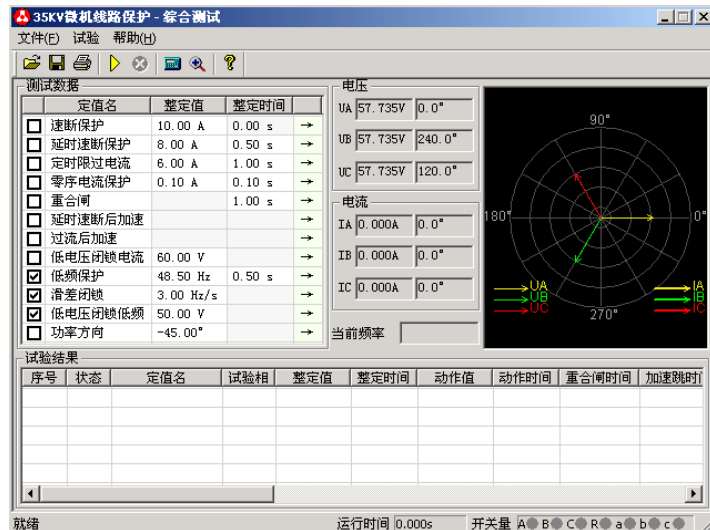 35KV微机线路保护 - 综合测试
文件(F) 试验 帮助(H)
测试数据
定值名 整定值 整定时间
速断保护 10.00 A 0.00 s →
延时速断保护 8.00 A 0.50 s →
定时限过电流 6.00 A 1.00 s →
零序电流保护 0.10 A 0.10 s →
重合闸 1.00 s →
延时速断后加速 →
过流后加速 →
低电压闭锁电流 60.00 V →
低频保护 48.50 Hz 0.50 s →
滑差闭锁 3.00 Hz/s →
低电压闭锁低频 50.00 V →
功率方向 -45.00° →
电压
UA 57.735V 0.0°
UB 57.735V 240.0°
UC 57.735V 120.0°
电流
IA 0.000A 0.0°
IB 0.000A 0.0°
IC 0.000A 0.0°
当前频率
90°
180° 0°
270°
UA IA
UB IB
UC IC
试验结果
序号 状态 定值名 试验相 整定值 整定时间 动作值 动作时间 重合闸时间 加速跳时
就绪 运行时间 0.000s 开关量 A B C R a b c